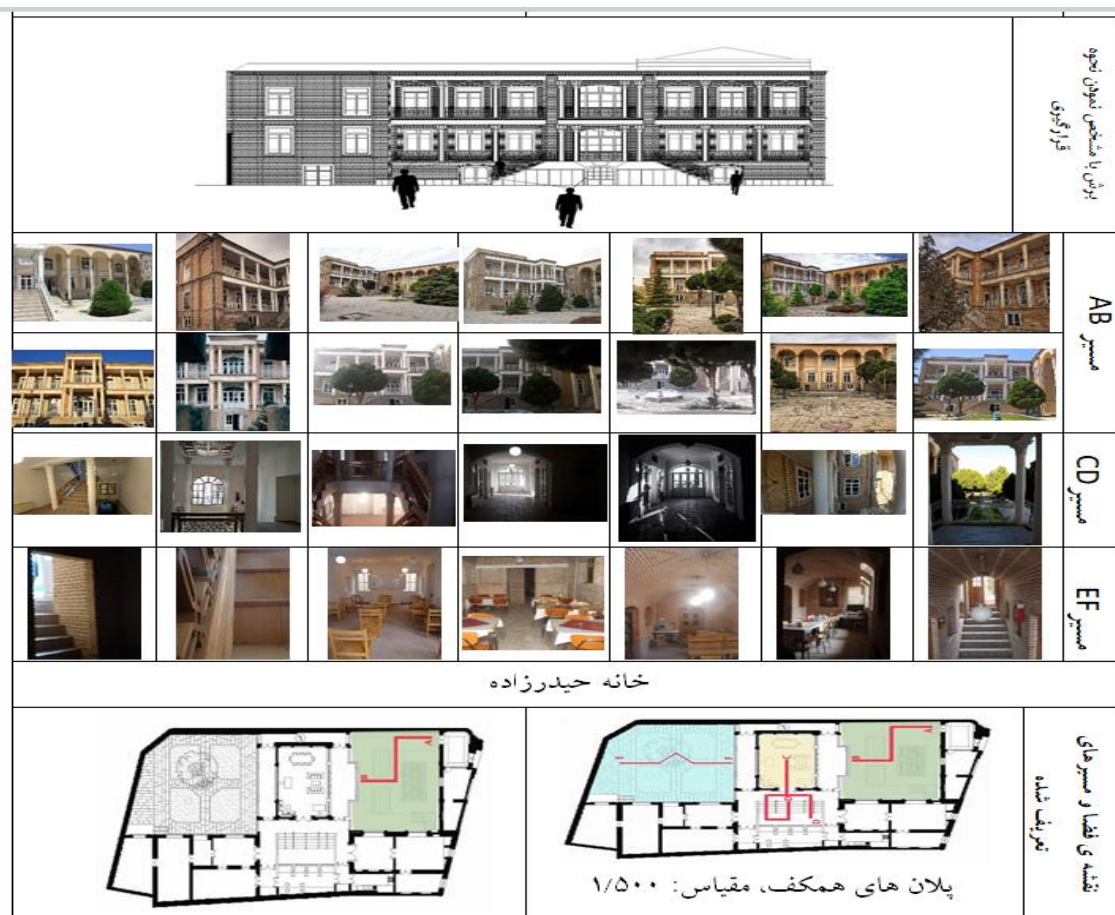 برش با مشخص نمودن نحوه
قرارگیری
مسیر AB
مسیر CD
مسیر EF
خانه حیدرزاده
نقشه ی فضا و مسیرهای
تعریف شده
A
B
A
B
C
D
E
F
پلان های همکف، مقیاس: ۱/۵۰۰